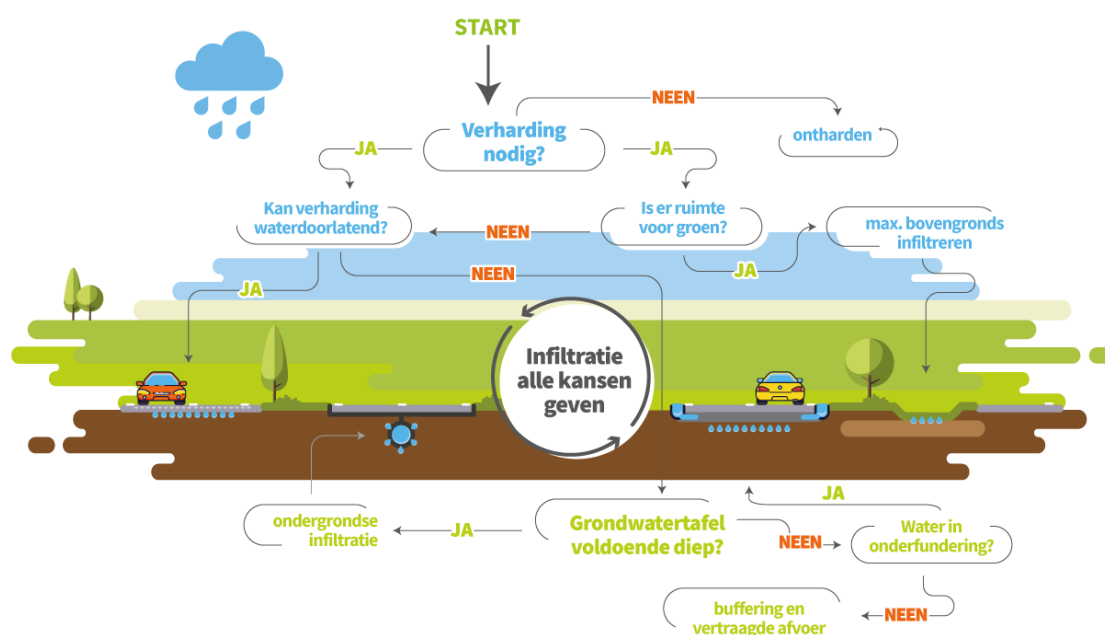 START
NEEN
Verharding
nodig?
ontharden
JA
JA
Kan verharding
waterdoorlatend?
NEEN
Is er ruimte
voor groen?
max. bovengronds
infiltreren
NEEN
JA
JA
Infiltratie
alle kansen
geven
ondergrondse
infiltratie
JA
Grondwatertafel
voldoende diep?
NEEN
JA
Water in
onderfundering?
NEEN
buffering en
vertraagde afvoer